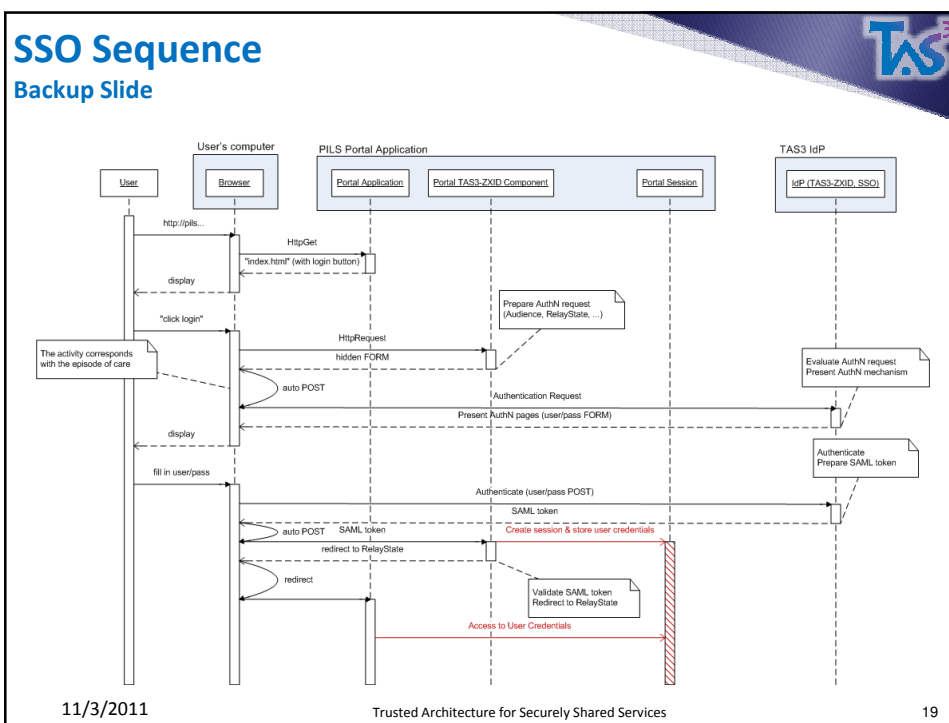 SSO Sequence
Backup Slide
TAS3
User's computer
PILS Portal Application
TAS3 IdP
User
Browser
Portal Application
Portal TAS3-ZXID Component
Portal Session
IdP (TAS3-ZXID, SSO)
http://pils...
HttpGet
"index.html" (with login button)
display
Prepare AuthN request
(Audience, RelayState, ...)
"click login"
HttpRequest
hidden FORM
The activity corresponds
with the episode of care
Evaluate AuthN request
Present AuthN mechanism
auto POST
Authentication Request
Present AuthN pages (user/pass FORM)
display
Authenticate
Prepare SAML token
fill in user/pass
Authenticate (user/pass POST)
SAML token
auto POST
SAML token
Create session & store user credentials
redirect to RelayState
redirect
Validate SAML token
Redirect to RelayState
Access to User Credentials
11/3/2011
Trusted Architecture for Securely Shared Services
19